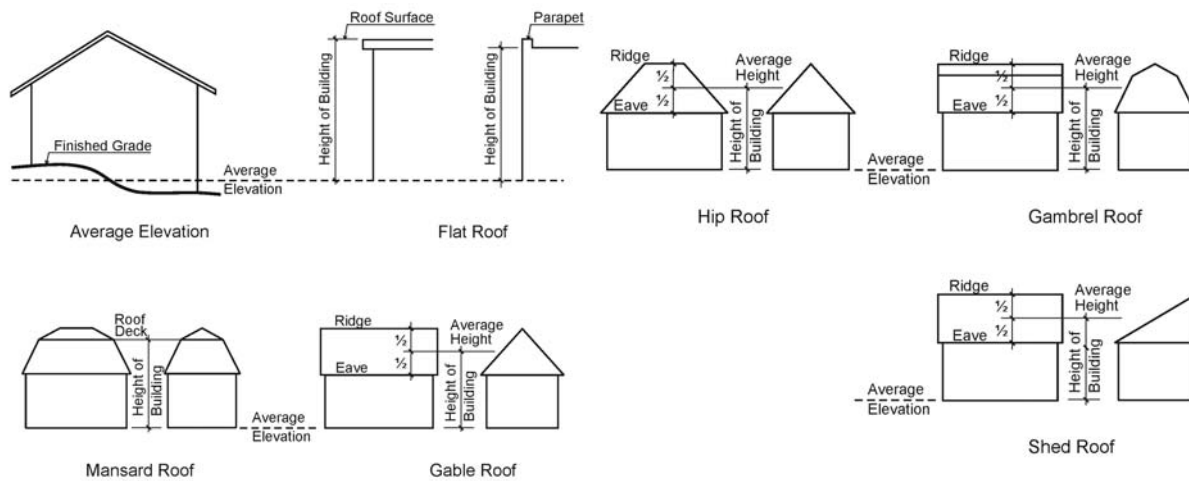 Finished Grade
Average
Elevation
Average Elevation
Roof Surface
Height of Building
Parapet
Height of Building
Flat Roof
Ridge
½
½
Eave
Average
Height
Height of
Building
Hip Roof
Average
Elevation
Ridge
½
½
Eave
Average
Height
Height of
Building
Gambrel Roof
Roof
Deck
Height of
Building
Mansard Roof
Average
Elevation
Ridge
½
½
Eave
Average
Height
Height of
Building
Gable Roof
Average
Elevation
Ridge
½
½
Eave
Average
Height
Height of
Building
Shed Roof